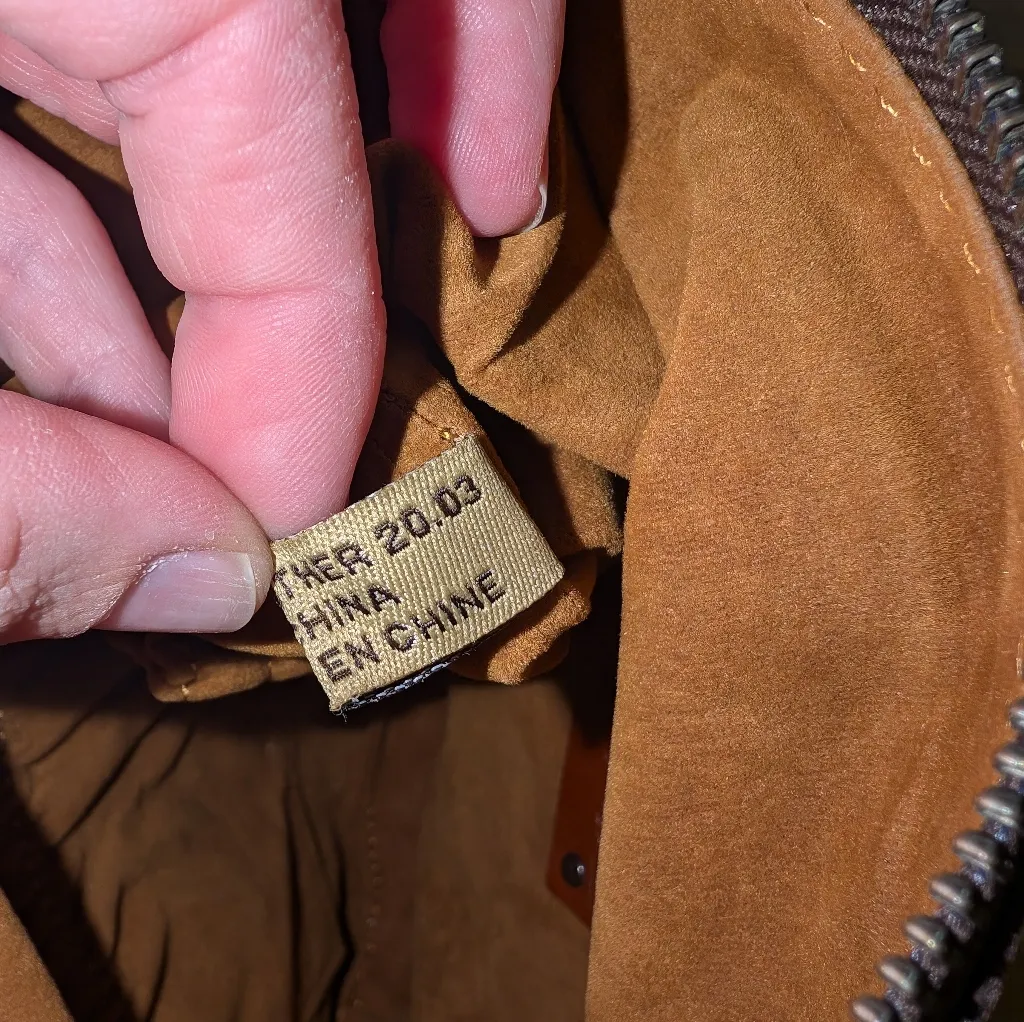 THER 20.03
HINA
EN CHINE